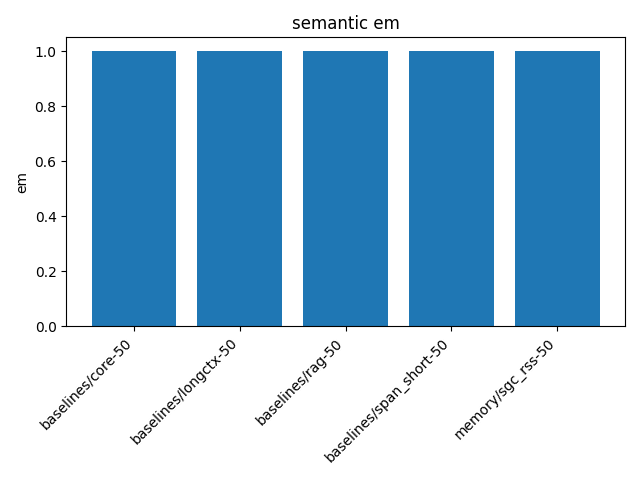 semantic em
em
1.0
0.8
0.6
0.4
0.2
0.0
baselines/core-50
baselines/longctx-50
baselines/rag-50
baselines/span_short-50
memory/sgc_rss-50